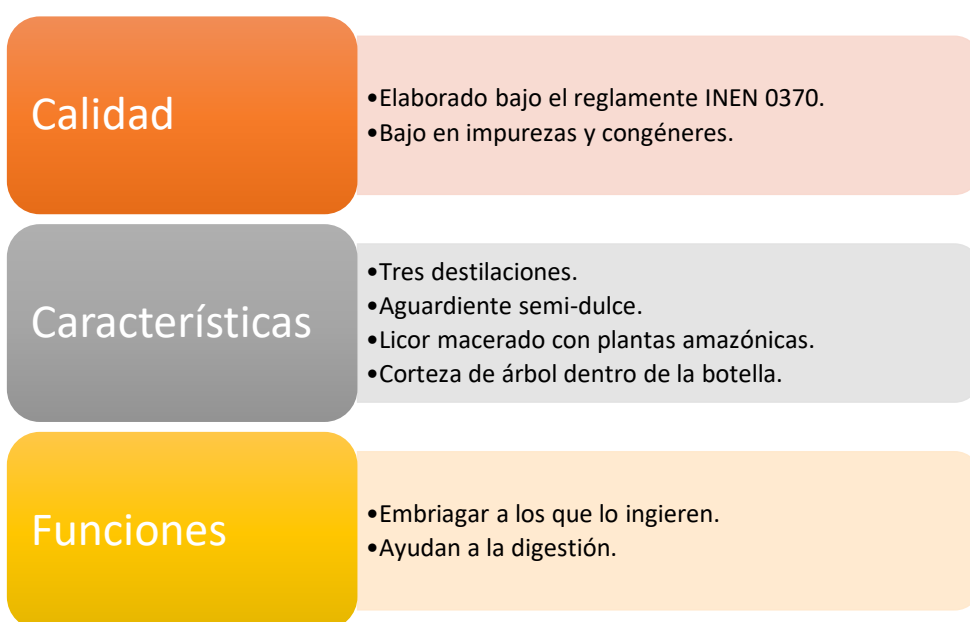 Calidad
•Elaborado bajo el reglamente INEN 0370.
•Bajo en impurezas y congéneres.
Características
•Tres destilaciones.
•Aguardiente semi-dulce.
•Licor macerado con plantas amazónicas.
•Corteza de árbol dentro de la botella.
Funciones
•Embriagar a los que lo ingieren.
•Ayudan a la digestión.